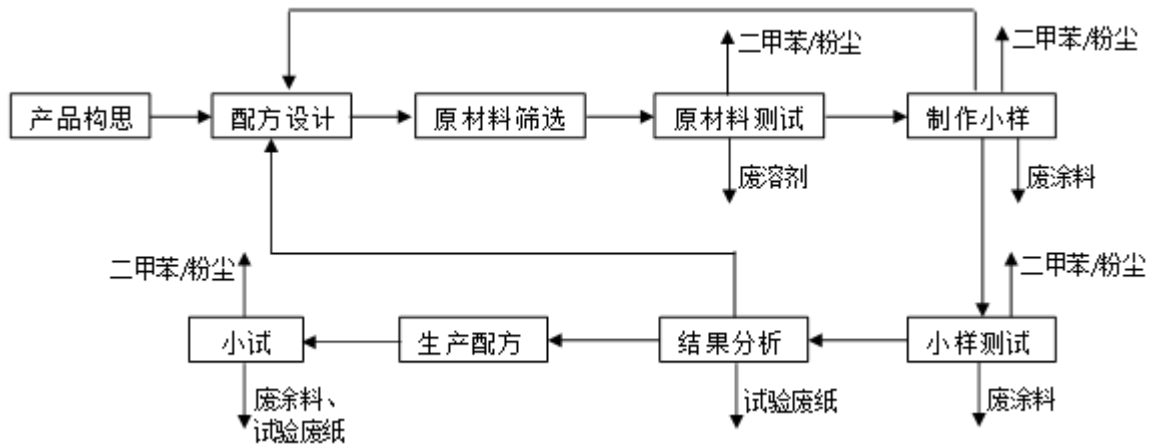 二甲苯/粉尘
二甲苯/粉尘
产品构思
配方设计
原材料筛选
原材料测试
制作小样
废溶剂
废涂料
二甲苯/粉尘
二甲苯/粉尘
小试
生产配方
结果分析
小样测试
废涂料、
试验废纸
试验废纸
废涂料